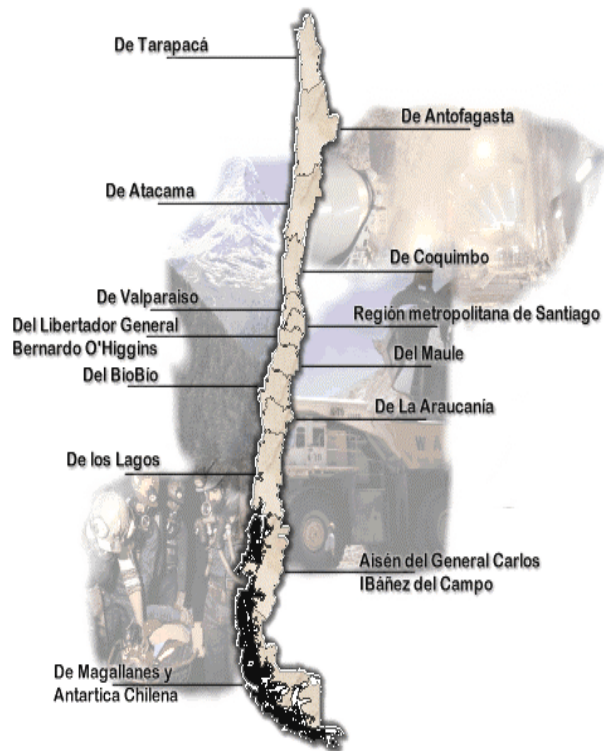 De Tarapacá
De Antofagasta
De Atacama
De Coquimbo
De Valparaiso
Región metropolitana de Santiago
Del Libertador General
Bernardo O'Higgins
Del Maule
Del BioBío
De La Araucanía
De los Lagos
Aisén del General Carlos
IBáñez del Campo
De Magallanes y
Antartica Chilena